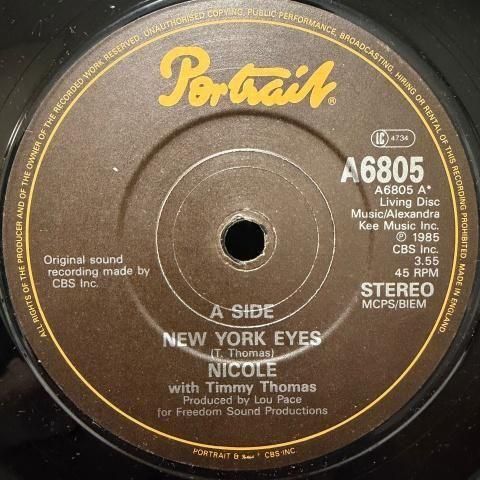 ALL RIGHTS OF THE PRODUCER AND OF THE OWNER OF THE RECORDED WORK RESERVED. UNAUTHORISED COPYING, PUBLIC PERFORMANCE, BROADCASTING, HIRING OR RENTAL OF THIS RECORDING PROHIBITED. MADE IN ENGLAND.
Portrait®
LC 4734
A6805
A6805 A*
Living Disc
Music/Alexandra
Kee Music Inc.
℗ 1985
CBS Inc.
3.55
45 RPM
STEREO
MCPS/BIEM
Original sound
recording made by
CBS Inc.
A SIDE
NEW YORK EYES
(T. Thomas)
NICOLE
with Timmy Thomas
Produced by Lou Pace
for Freedom Sound Productions
PORTRAIT & Portrait · CBS·INC.